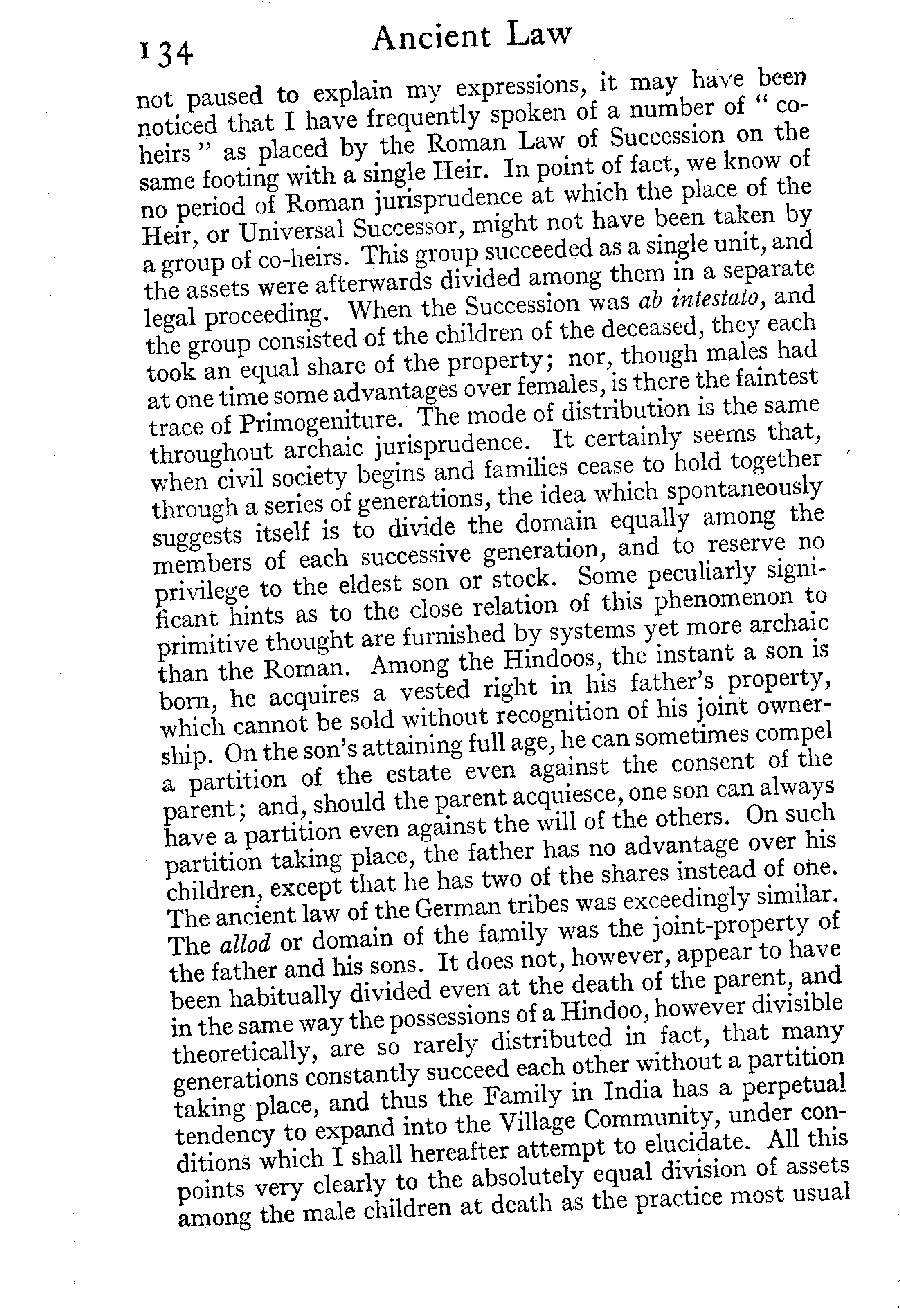 134 Ancient Law
not paused to explain my expressions, it may have been
noticed that I have frequently spoken of a number of “ co-
heirs ” as placed by the Roman Law of Succession on the
same footing with a single Heir. In point of fact, we know of
no period of Roman jurisprudence at which the place of the
Heir, or Universal Successor, might not have been taken by
a group of co-heirs. This group succeeded as a single unit, and
the assets were afterwards divided among them in a separate
legal proceeding. When the Succession was ab intestato, and
the group consisted of the children of the deceased, they each
took an equal share of the property; nor, though males had
at one time some advantages over females, is there the faintest
trace of Primogeniture. The mode of distribution is the same
throughout archaic jurisprudence. It certainly seems that,
when civil society begins and families cease to hold together
through a series of generations, the idea which spontaneously
suggests itself is to divide the domain equally among the
members of each successive generation, and to reserve no
privilege to the eldest son or stock. Some peculiarly signi-
ficant hints as to the close relation of this phenomenon to
primitive thought are furnished by systems yet more archaic
than the Roman. Among the Hindoos, the instant a son is
born, he acquires a vested right in his father's property,
which cannot be sold without recognition of his joint owner-
ship. On the son's attaining full age, he can sometimes compel
a partition of the estate even against the consent of the
parent; and, should the parent acquiesce, one son can always
have a partition even against the will of the others. On such
partition taking place, the father has no advantage over his
children, except that he has two of the shares instead of one.
The ancient law of the German tribes was exceedingly similar.
The allod or domain of the family was the joint-property of
the father and his sons. It does not, however, appear to have
been habitually divided even at the death of the parent, and
in the same way the possessions of a Hindoo, however divisible
theoretically, are so rarely distributed in fact, that many
generations constantly succeed each other without a partition
taking place, and thus the Family in India has a perpetual
tendency to expand into the Village Community, under con-
ditions which I shall hereafter attempt to elucidate. All this
points very clearly to the absolutely equal division of assets
among the male children at death as the practice most usual